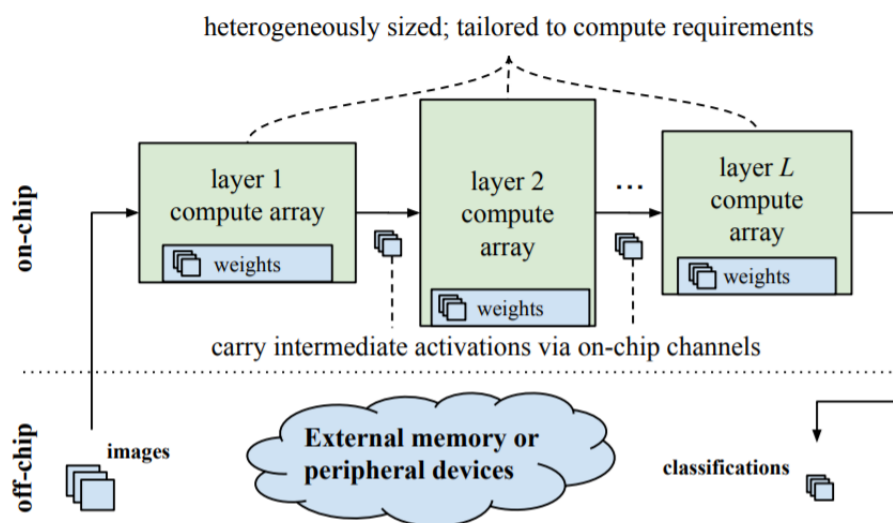 heterogeneously sized; tailored to compute requirements
on-chip
layer 1
compute array
weights
layer 2
compute
array
weights
...
layer L
compute
array
weights
carry intermediate activations via on-chip channels
off-chip
images
External memory or
peripheral devices
classifications